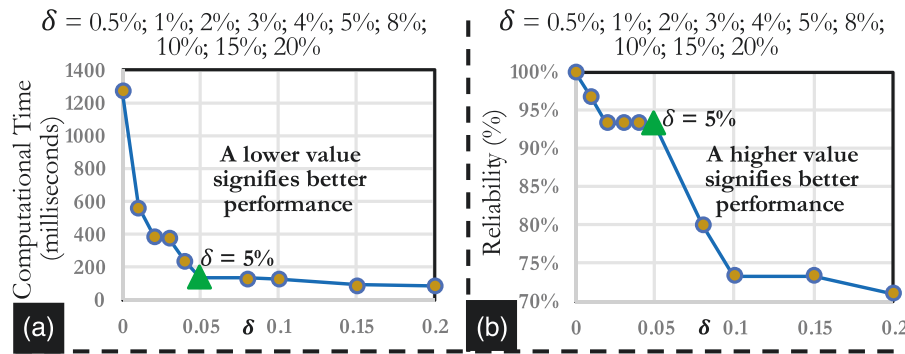 δ = 0.5%; 1%; 2%; 3%; 4%; 5%; 8%;
10%; 15%; 20%
Computational Time
(milliseconds)
1400
1200
1000
800
600
400
200
0
A lower value
signifies better
performance
δ = 5%
0 0.05 0.1 0.15 0.2
δ
(a)
δ = 0.5%; 1%; 2%; 3%; 4%; 5%; 8%;
10%; 15%; 20%
Reliability (%)
100%
95%
90%
85%
80%
75%
70%
δ = 5%
A higher value
signifies better
performance
0 0.05 0.1 0.15 0.2
δ
(b)